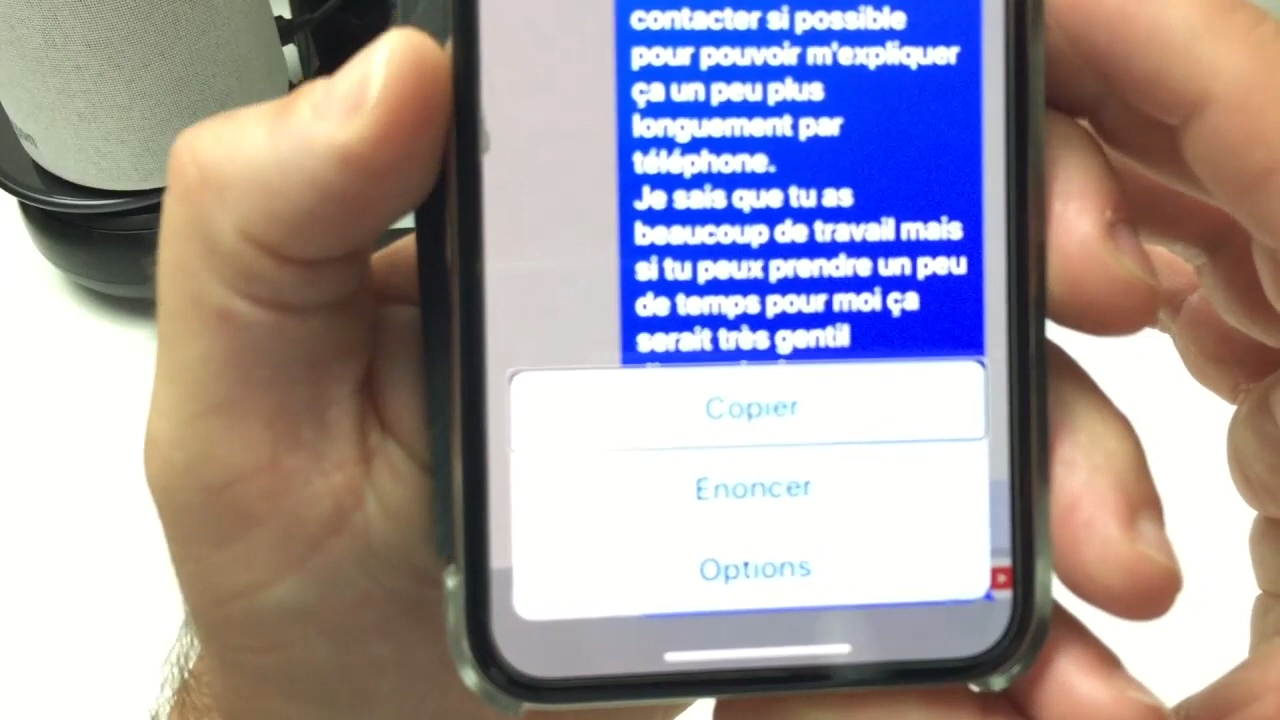 contacter si possible
pour pouvoir m'expliquer
ça un peu plus
longuement par
téléphone.
Je sais que tu as
beaucoup de travail mais
si tu peux prendre un peu
de temps pour moi ça
serait très gentil
Copier
Enoncer
Options